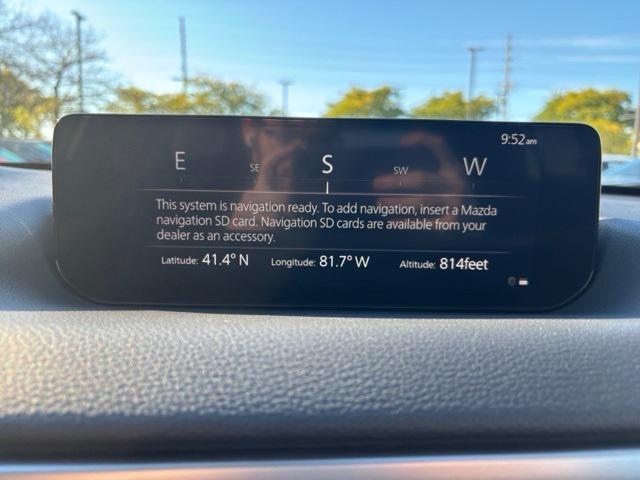 9:52am
E SE S SW W
This system is navigation ready. To add navigation, insert a Mazda
navigation SD card. Navigation SD cards are available from your
dealer as an accessory.
Latitude: 41.4° N Longitude: 81.7° W Altitude: 814feet